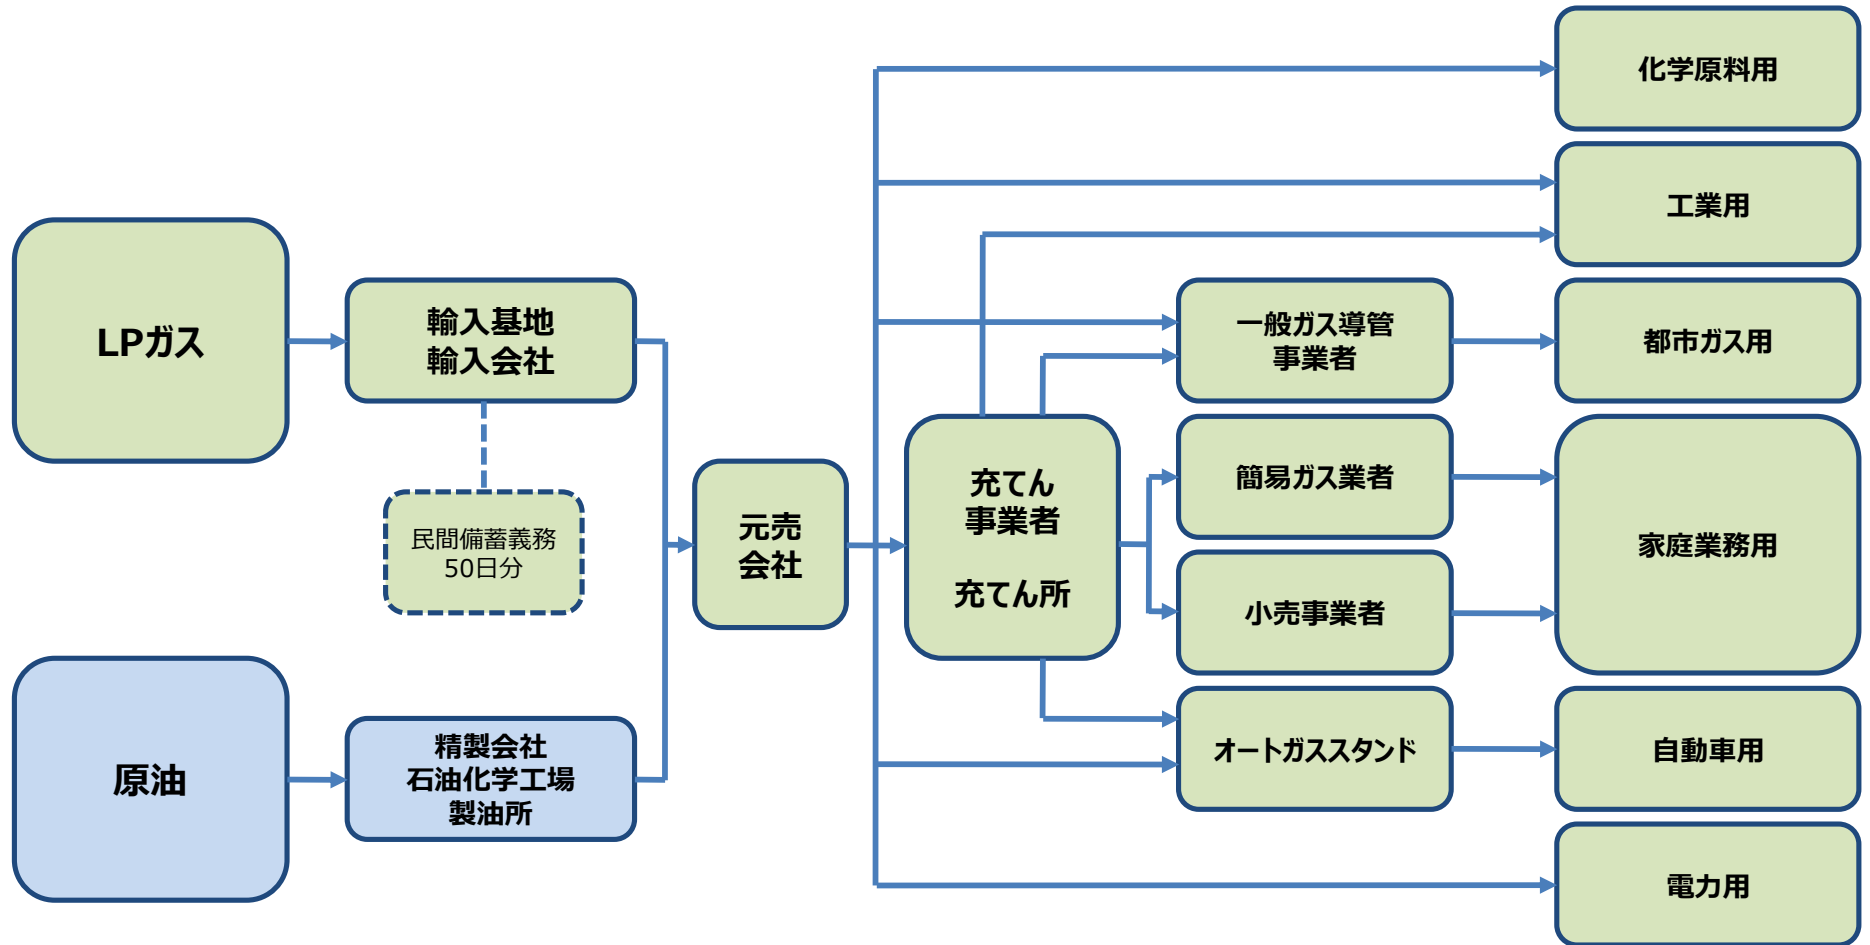 LPガス
原油
輸入基地
輸入会社
民間備蓄義務
50日分
精製会社
石油化学工場
製油所
元売
会社
充てん
事業者
充てん所
一般ガス導管
事業者
簡易ガス業者
小売事業者
オートガススタンド
化学原料用
工業用
都市ガス用
家庭業務用
自動車用
電力用